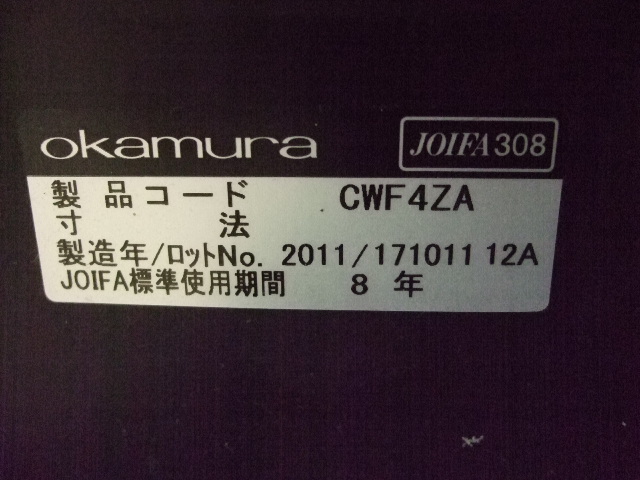 okamura JOIFA308
製品コード CWF4ZA
寸法
製造年/ロットNo. 2011/171011 12A
JOIFA標準使用期間 8年